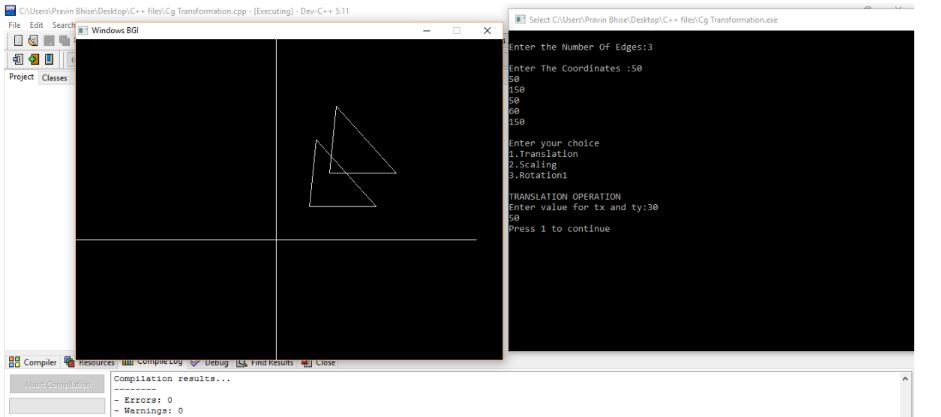 C:\Users\Pravin Bhise\Desktop\C++ files\Cg Transformation.cpp - [Executing] - Dev-C++ 5.11
File Edit Search
Windows BGI
Project Classes
Select C:\Users\Pravin Bhise\Desktop\C++ files\Cg Transformation.exe
Enter the Number Of Edges:3
Enter The Coordinates :50
50
150
50
60
150
Enter your choice
1.Translation
2.Scaling
3.Rotation1
TRANSLATION OPERATION
Enter value for tx and ty:30
50
Press 1 to continue
Compiler Resources Compile Log Debug Find Results Close
Abort Compilation
Compilation results...
--------
- Errors: 0
- Warnings: 0